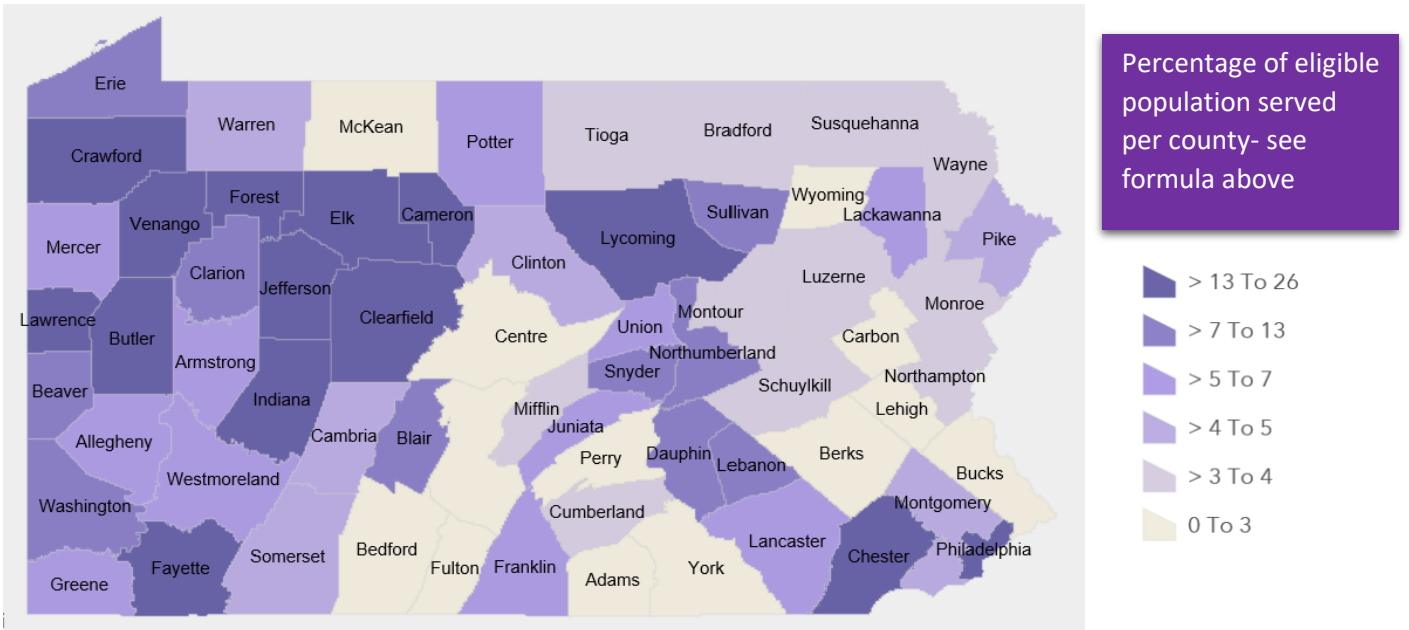 Erie
Warren
McKean
Potter
Tioga
Bradford
Susquehanna
Wayne
Crawford
Forest
Elk
Cameron
Venango
Wyoming
Lackawanna
Sullivan
Lycoming
Pike
Mercer
Clarion
Jefferson
Clinton
Luzerne
Monroe
Lawrence
Butler
Clearfield
Centre
Union
Montour
Carbon
Armstrong
Northumberland
Snyder
Schuylkill
Northampton
Beaver
Indiana
Mifflin
Juniata
Lehigh
Allegheny
Cambria
Blair
Perry
Dauphin
Lebanon
Berks
Bucks
Westmoreland
Washington
Cumberland
Montgomery
Lancaster
Philadelphia
Somerset
Bedford
Fulton
Franklin
Adams
York
Chester
Greene
Fayette
Percentage of eligible
population served
per county- see
formula above
> 13 To 26
> 7 To 13
> 5 To 7
> 4 To 5
> 3 To 4
0 To 3